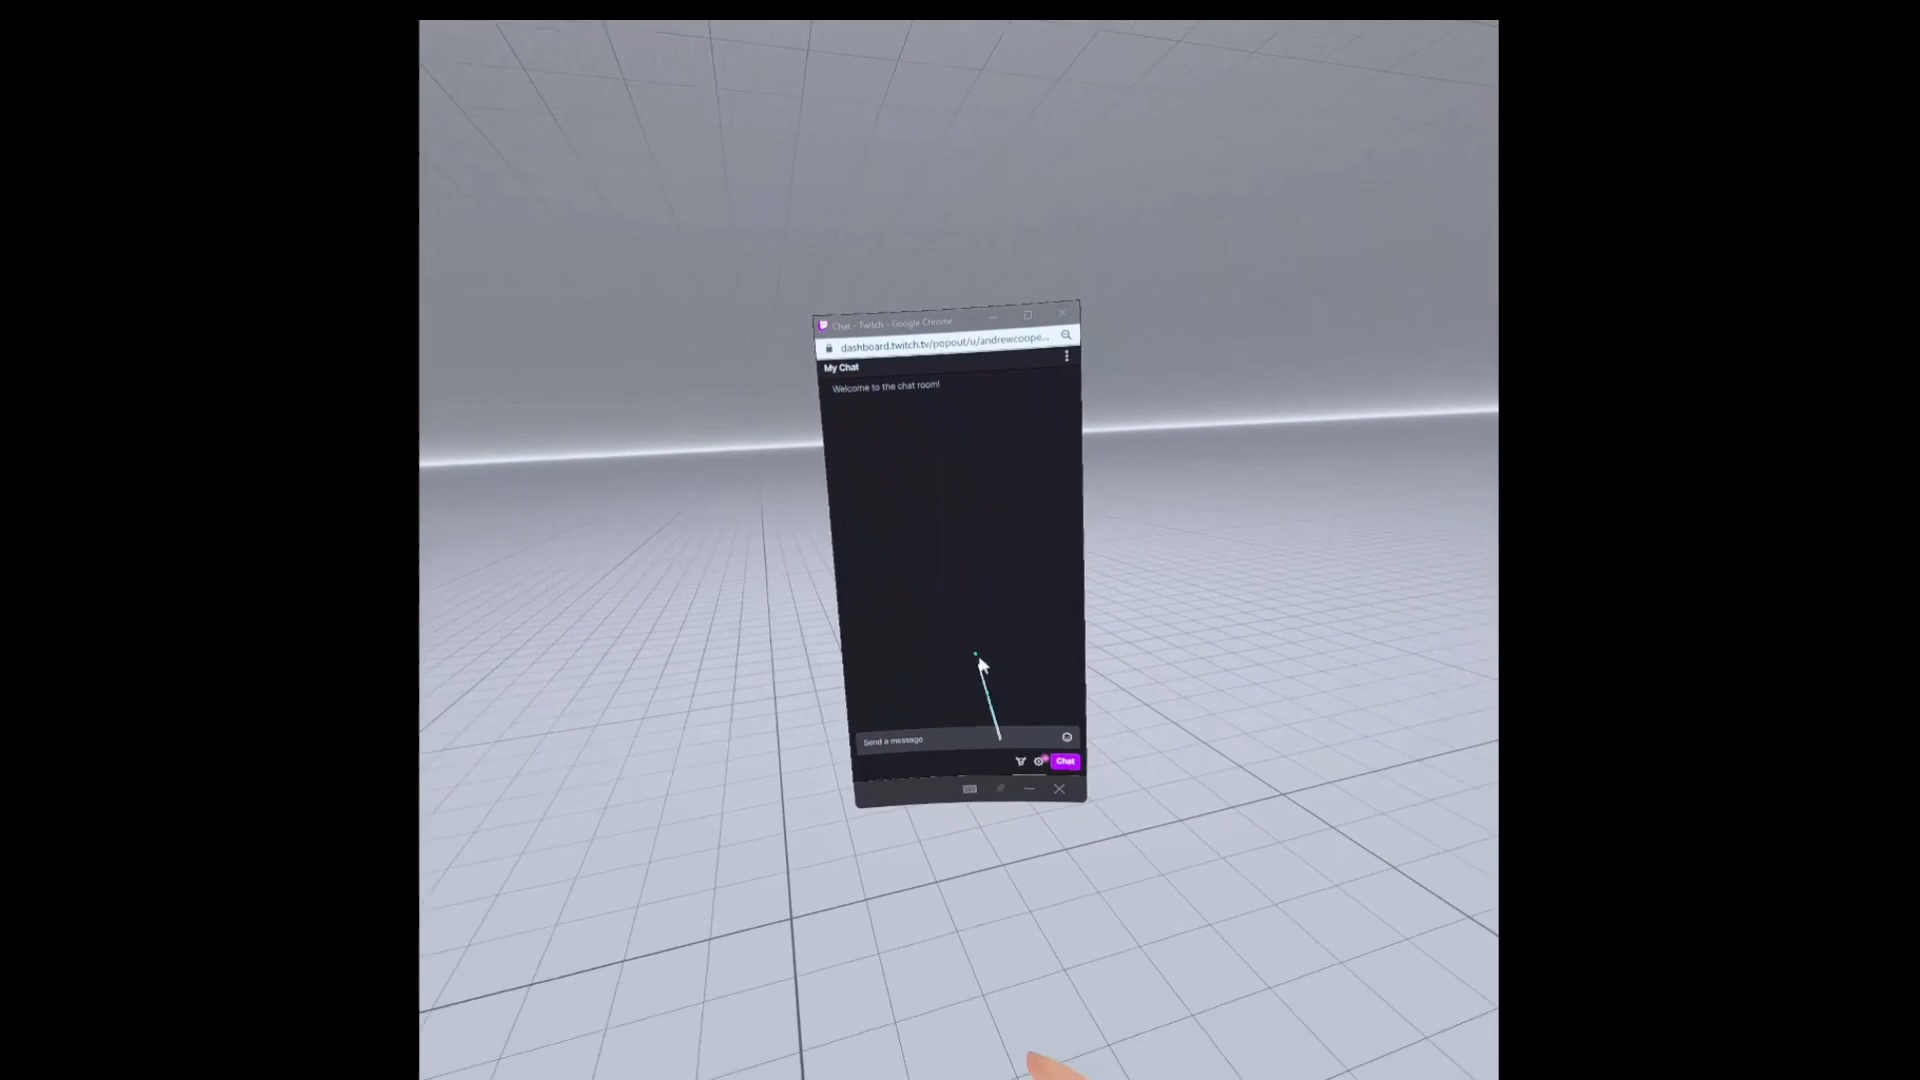 Chat - Twitch - Google Chrome
dashboard.twitch.tv/popout/u/andrewcoope...
My Chat
Welcome to the chat room!
Send a message
Chat